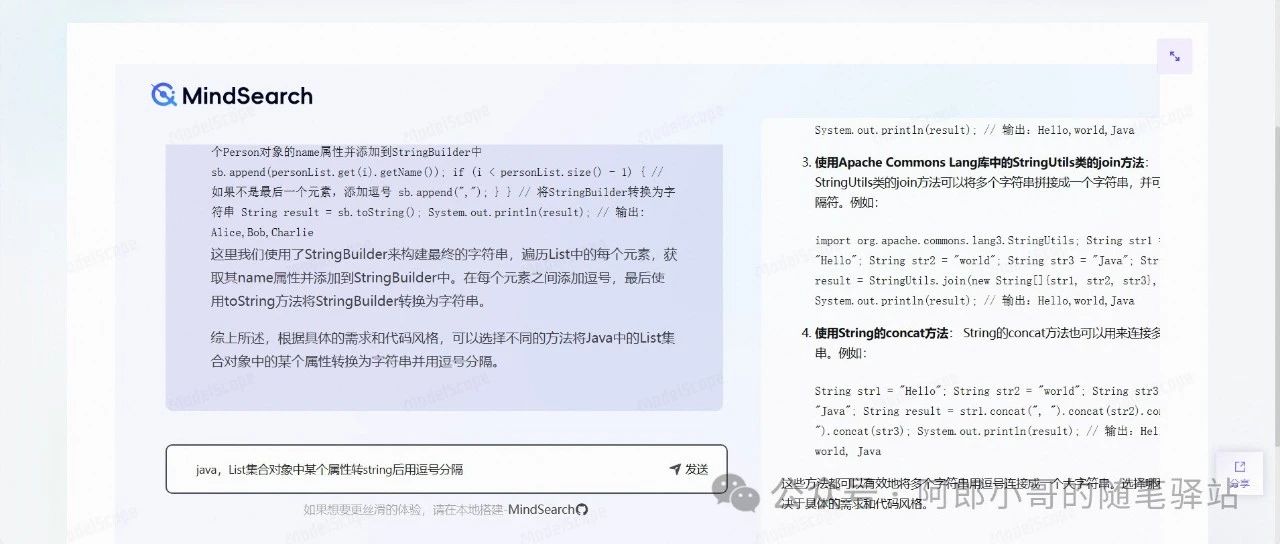 MindSearch
个Person对象的name属性并添加到StringBuilder中
sb.append(personList.get(i).getName()); if (i < personList.size() - 1) { //
如果不是最后一个元素，添加逗号 sb.append(","); } } // 将StringBuilder转换为字
符串 String result = sb.toString(); System.out.println(result); // 输出:
Alice,Bob,Charlie
这里我们使用了StringBuilder来构建最终的字符串，遍历List中的每个元素，获
取其name属性并添加到StringBuilder中。在每个元素之间添加逗号，最后使
用toString方法将StringBuilder转换为字符串。
综上所述，根据具体的需求和代码风格，可以选择不同的方法将Java中的List集
合对象中的某个属性转换为字符串并用逗号分隔。
java，List集合对象中某个属性转string后用逗号分隔
发送
如果想要更 的体验，请在本 MindSearch
System.out.println(result); // 输出: Hello,world,Java
3. 使用Apache Commons Lang库中的StringUtils类的join方法：
StringUtils类的join方法可以将多个字符串拼接成一个字符串，并可
隔符。例如：
import org.apache.commons.lang3.StringUtils; String str1 =
"Hello"; String str2 = "world"; String str3 = "Java"; Str
result = StringUtils.join(new String[]{str1, str2, str3},
System.out.println(result); // 输出: Hello,world,Java
4. 使用String的concat方法： String的concat方法也可以用来连接多
串。例如：
String str1 = "Hello"; String str2 = "world"; String str3
"Java"; String result = str1.concat(", ").concat(str2).co
").concat(str3); System.out.println(result); // 输出: Hel
world, Java
这些方法都可以有效地将多个字符串用逗号连接成一个大字符串。选择哪
决于具体的需求和代码风格。
分享
公众号：阿郎小哥的随笔驿站
ModelScope